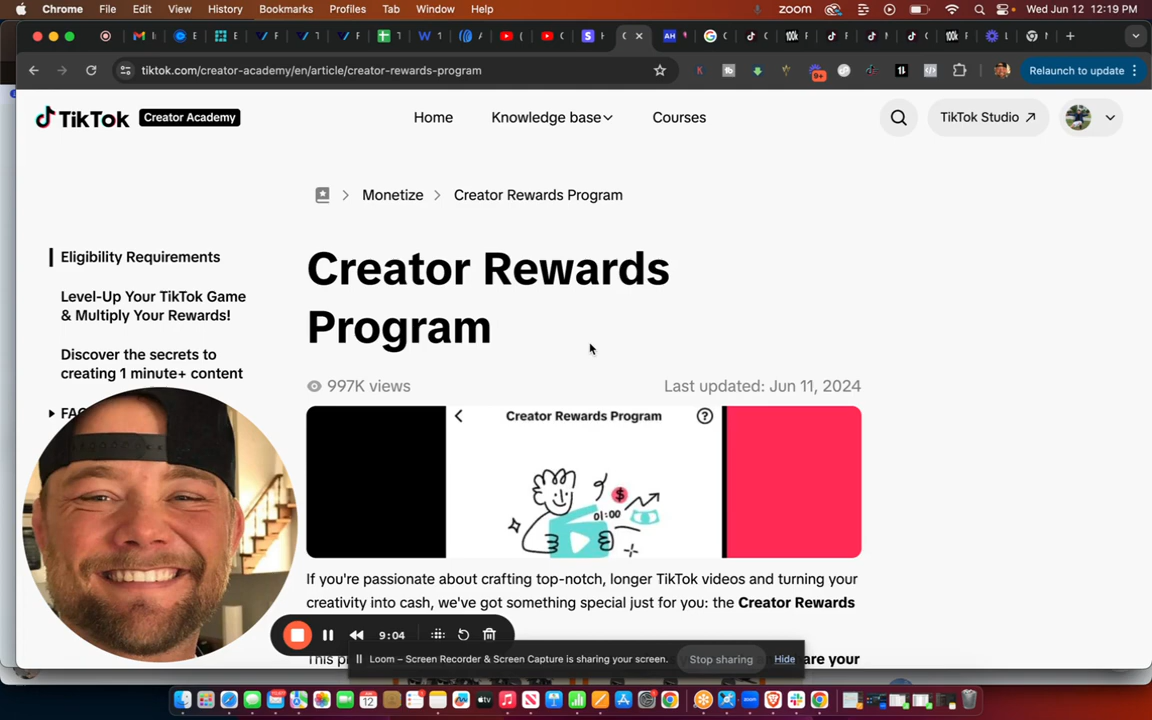 Chrome File Edit View History Bookmarks Profiles Tab Window Help zoom Wed Jun 12 12:19 PM
tiktok.com/creator-academy/en/article/creator-rewards-program Relaunch to update
TikTok Creator Academy Home Knowledge base Courses TikTok Studio
Monetize Creator Rewards Program
Eligibility Requirements
Level-Up Your TikTok Game
& Multiply Your Rewards!
Discover the secrets to
creating 1 minute+ content
Creator Rewards
Program
997K views Last updated: Jun 11, 2024
Creator Rewards Program
01:00
If you're passionate about crafting top-notch, longer TikTok videos and turning your
creativity into cash, we've got something special just for you: the Creator Rewards
9:04
Loom – Screen Recorder & Screen Capture is sharing your screen. Stop sharing Hide